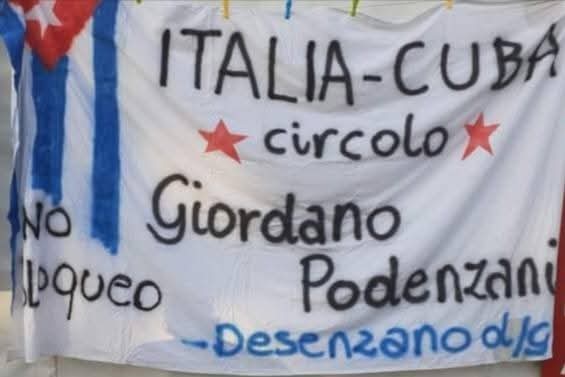 ITALIA-CUBA
circolo
Giordano
Podenzani
NO
BLOQUEO
-Desenzano d/G